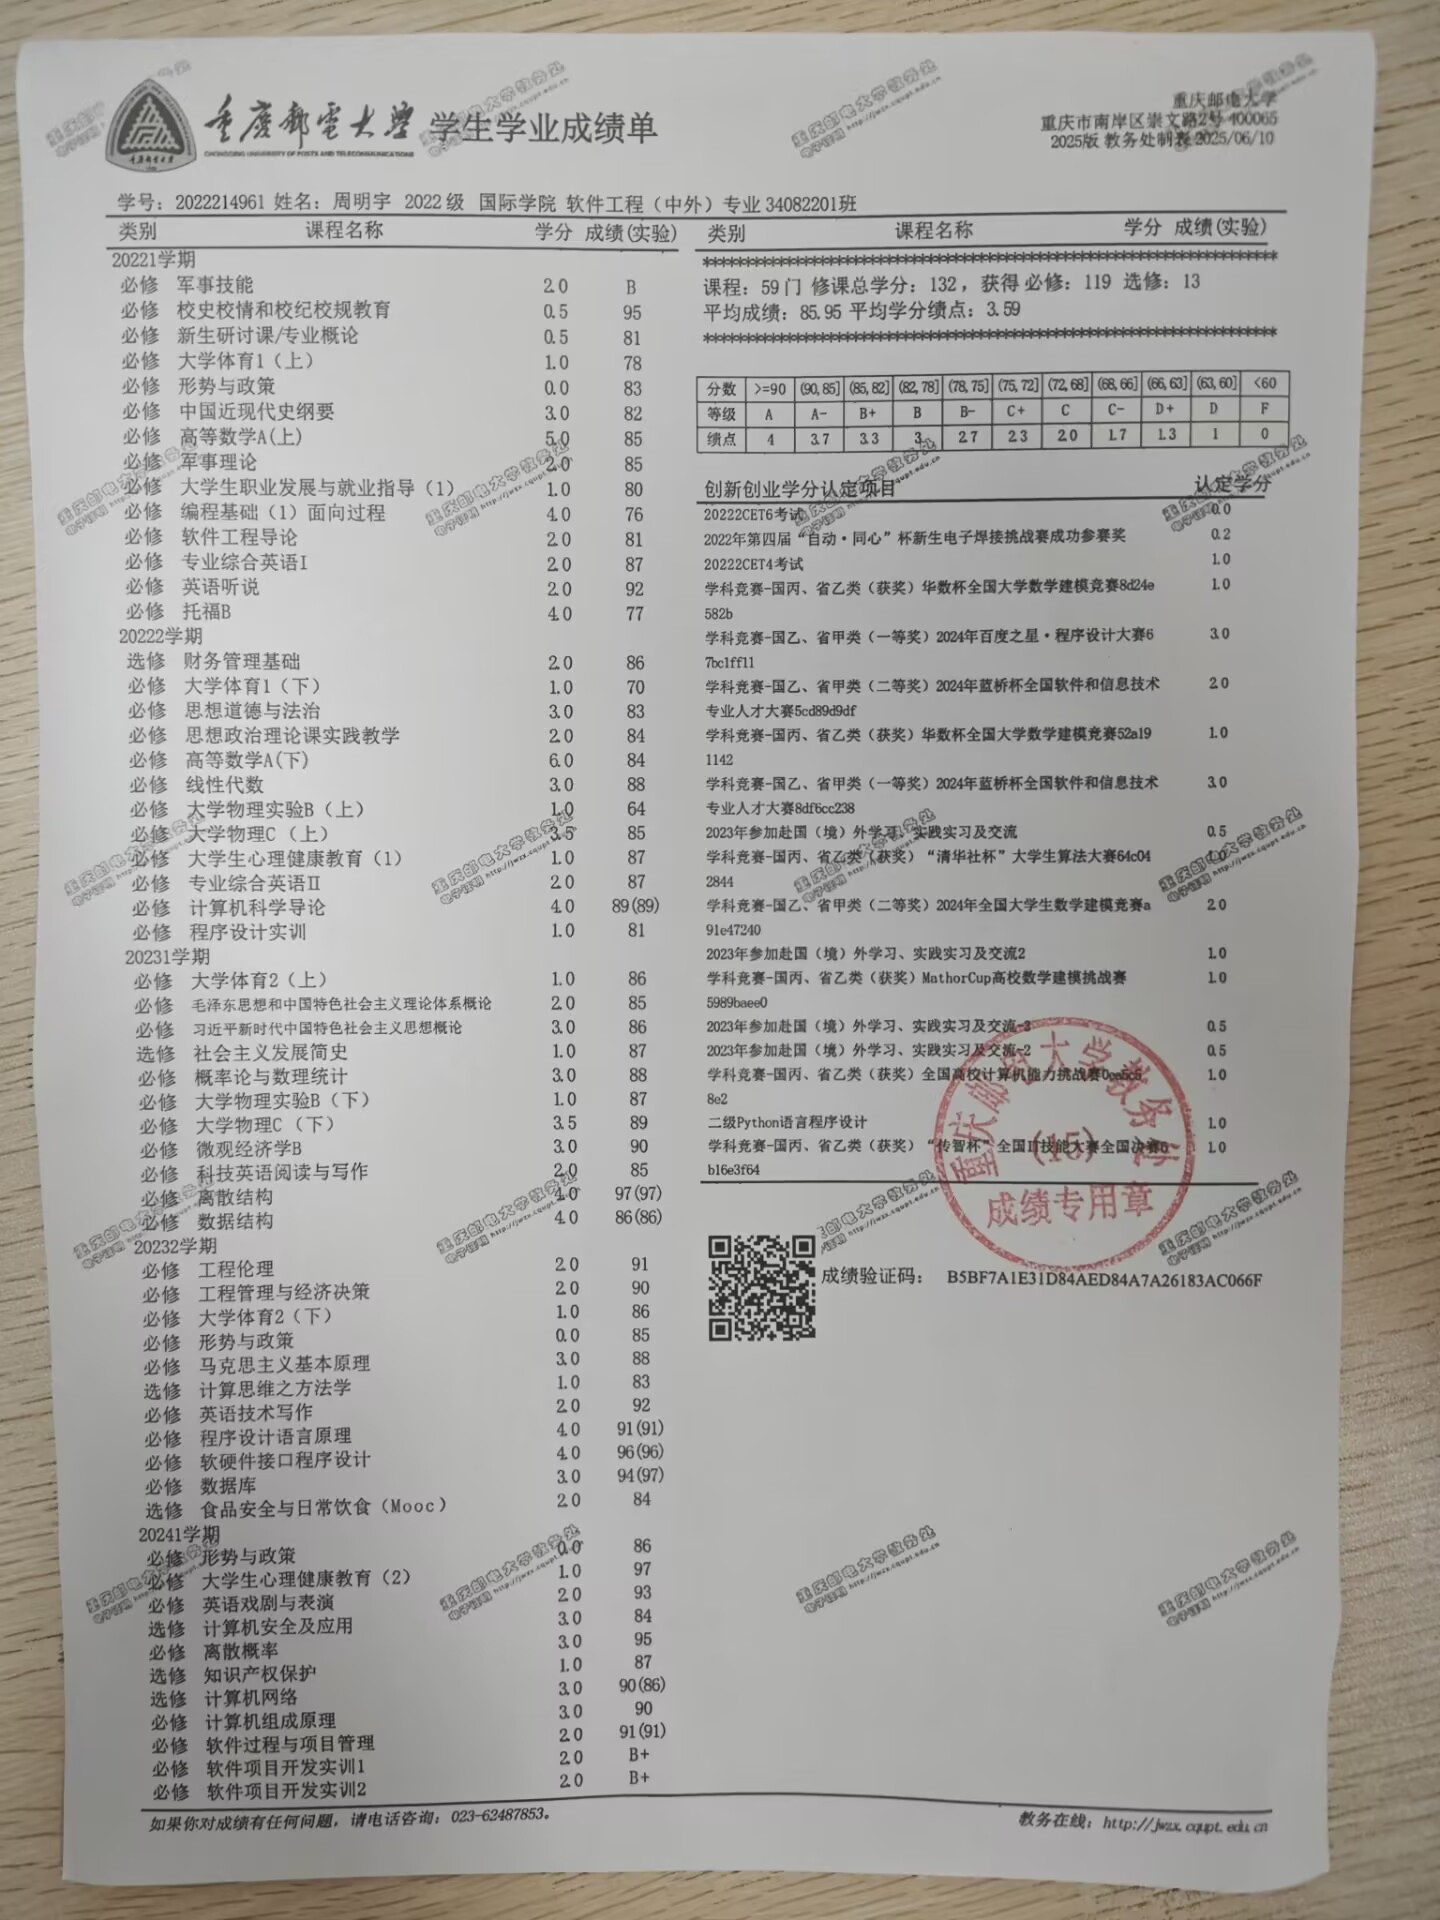 重庆邮电大学 学生学业成绩单
CHONGQING UNIVERSITY OF POSTS AND TELECOMMUNICATIONS
重庆邮电大学
重庆市南岸区崇文路2号 400065
2025版 教务处制表 2025/06/10
学号：2022214961 姓名：周明宇 2022级 国际学院 软件工程（中外）专业 34082201班
类别 课程名称 学分 成绩(实验)
20221学期
必修 军事技能 2.0 B
必修 校史校情和校纪校规教育 0.5 95
必修 新生研讨课/专业概论 0.5 81
必修 大学体育1（上） 1.0 78
必修 形势与政策 0.0 83
必修 中国近现代史纲要 3.0 82
必修 高等数学A(上) 5.0 85
必修 军事理论 2.0 85
必修 大学生职业发展与就业指导（1） 1.0 80
必修 编程基础（1）面向过程 4.0 76
必修 软件工程导论 2.0 81
必修 专业综合英语I 2.0 87
必修 英语听说 2.0 92
必修 托福B 4.0 77
20222学期
选修 财务管理基础 2.0 86
必修 大学体育1（下） 1.0 70
必修 思想道德与法治 3.0 83
必修 思想政治理论课实践教学 2.0 84
必修 高等数学A(下) 6.0 84
必修 线性代数 3.0 88
必修 大学物理实验B（上） 1.0 64
必修 大学物理C（上） 3.5 85
必修 大学生心理健康教育（1） 1.0 87
必修 专业综合英语II 2.0 87
必修 计算机科学导论 4.0 89(89)
必修 程序设计实训 1.0 81
20231学期
必修 大学体育2（上） 1.0 86
必修 毛泽东思想和中国特色社会主义理论体系概论 2.0 85
必修 习近平新时代中国特色社会主义思想概论 3.0 86
选修 社会主义发展简史 1.0 87
必修 概率论与数理统计 3.0 88
必修 大学物理实验B（下） 1.0 87
必修 大学物理C（下） 3.5 89
必修 微观经济学B 3.0 90
必修 科技英语阅读与写作 2.0 85
必修 离散结构 4.0 97(97)
必修 数据结构 4.0 86(86)
20232学期
必修 工程伦理 2.0 91
必修 工程管理与经济决策 2.0 90
必修 大学体育2（下） 1.0 86
必修 形势与政策 0.0 85
必修 马克思主义基本原理 3.0 88
选修 计算思维之方法学 1.0 83
必修 英语技术写作 2.0 92
必修 程序设计语言原理 4.0 91(91)
必修 软硬件接口程序设计 4.0 96(96)
必修 数据库 3.0 94(97)
选修 食品安全与日常饮食（Mooc） 2.0 84
20241学期
必修 形势与政策 0.0 86
必修 大学生心理健康教育（2） 1.0 97
必修 英语戏剧与表演 2.0 93
选修 计算机安全及应用 3.0 84
必修 离散概率 3.0 95
选修 知识产权保护 1.0 87
选修 计算机网络 3.0 90(86)
必修 计算机组成原理 3.0 90
必修 软件过程与项目管理 2.0 91(91)
必修 软件项目开发实训1 2.0 B+
必修 软件项目开发实训2 2.0 B+
类别 课程名称 学分 成绩(实验)
课程：59门 修课总学分：132，获得 必修：119 选修：13
平均成绩：85.95 平均学分绩点：3.59
分数 >=90 (90,85] (85,82] (82,78] (78,75] (75,72] (72,68] (68,66] (66,63] (63,60] <60
等级 A A- B+ B B- C+ C C- D+ D F
绩点 4 3.7 3.3 3 2.7 2.3 2.0 1.7 1.3 1 0
创新创业学分认定项目 认定学分
20222CET6考试 0.0
2022年第四届“自动·同心”杯新生电子焊接挑战赛成功参赛奖 0.2
20222CET4考试 1.0
学科竞赛-国丙、省乙类（获奖）华数杯全国大学数学建模竞赛8d24e 1.0
582b
学科竞赛-国乙、省甲类（一等奖）2024年百度之星·程序设计大赛6 3.0
7bc1ff11
学科竞赛-国乙、省甲类（二等奖）2024年蓝桥杯全国软件和信息技术 2.0
专业人才大赛5cd89d9df
学科竞赛-国丙、省乙类（获奖）华数杯全国大学数学建模竞赛52a19 1.0
1142
学科竞赛-国乙、省甲类（一等奖）2024年蓝桥杯全国软件和信息技术 3.0
专业人才大赛8df6cc238
2023年参加赴国（境）外学习、实践实习及交流 0.5
学科竞赛-国丙、省乙类（获奖）“清华社杯”大学生算法大赛64c04 1.0
2844
学科竞赛-国乙、省甲类（二等奖）2024年全国大学生数学建模竞赛a 2.0
91e47240
2023年参加赴国（境）外学习、实践实习及交流2 1.0
学科竞赛-国丙、省乙类（获奖）MathorCup高校数学建模挑战赛 1.0
5989baee0
2023年参加赴国（境）外学习、实践实习及交流-3 0.5
2023年参加赴国（境）外学习、实践实习及交流-2 0.5
学科竞赛-国丙、省乙类（获奖）全国高校计算机能力挑战赛 1.0
8e2
二级Python语言程序设计 1.0
学科竞赛-国丙、省乙类（获奖）“传智杯”全国IT技能大赛全国决赛 1.0
b16e3f64
重庆邮电大学教务处
(15)
成绩专用章
成绩验证码： B5BF7A1E31D84AED84A7A26183AC066F
如果你对成绩有任何问题，请电话咨询：023-62487853。
教务在线：http://jwzx.cqupt.edu.cn